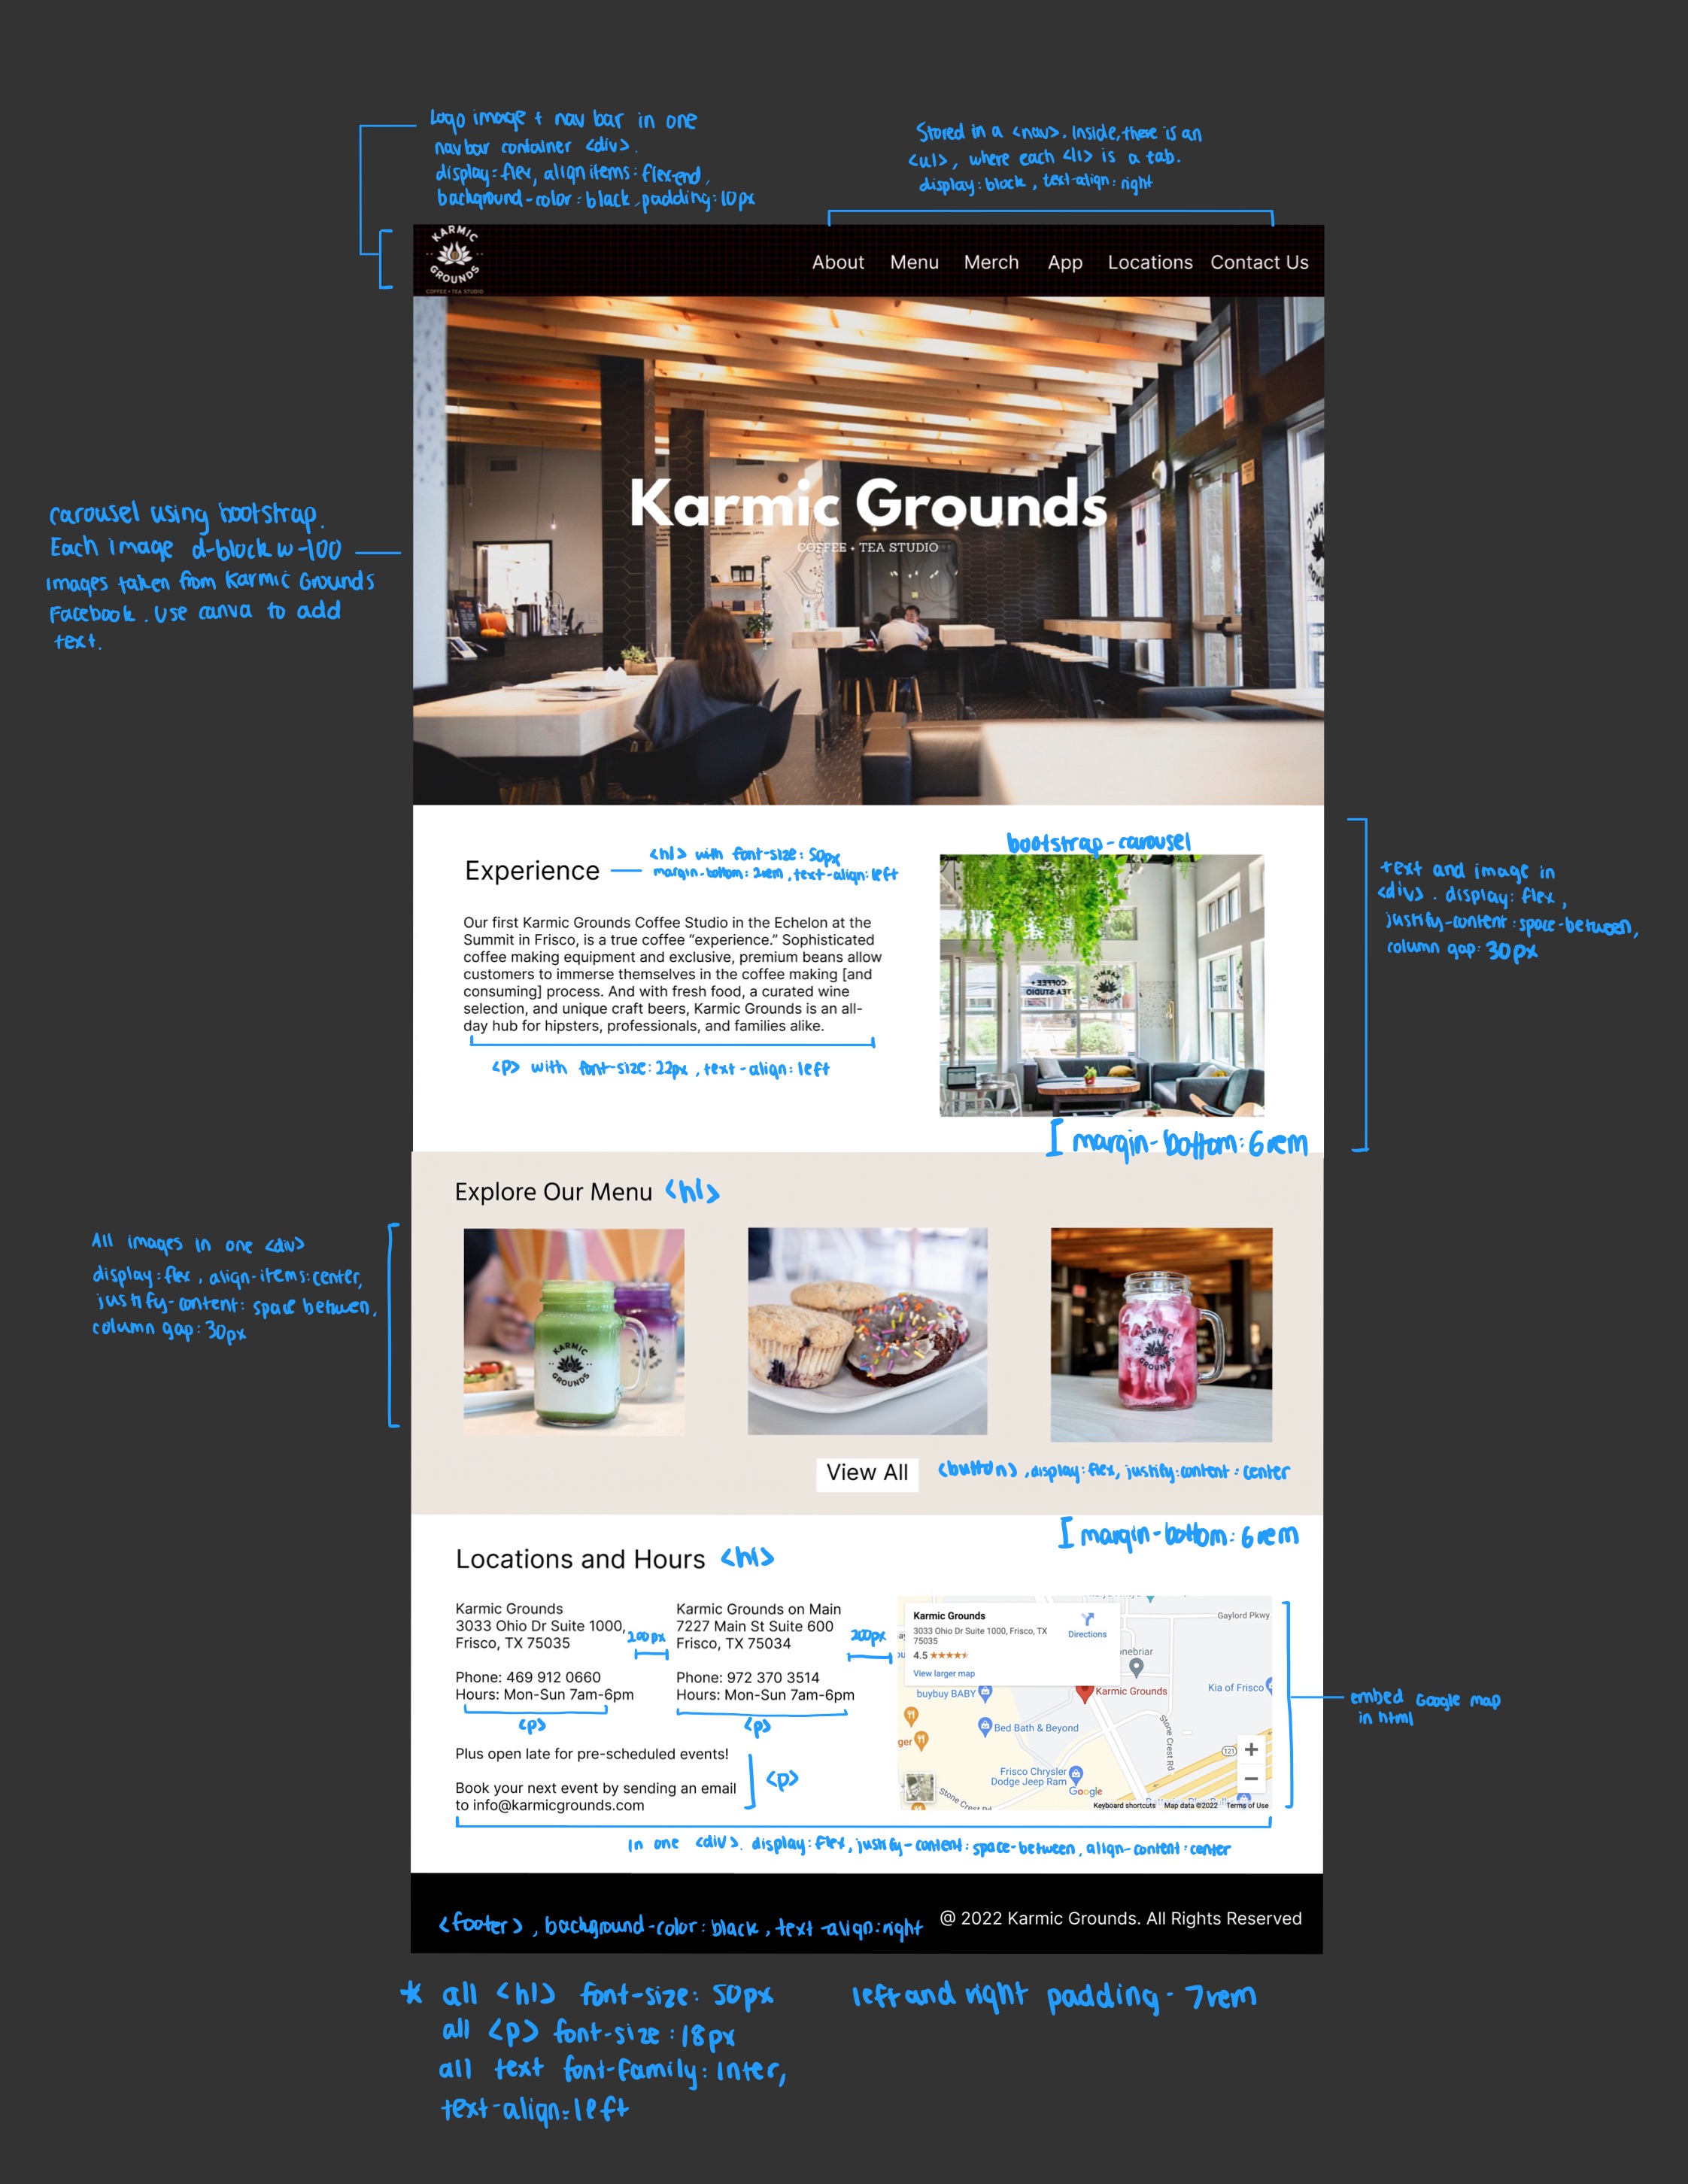 Logo image + nav bar in one
navbar container <div>.
display: flex, align items: flex-end,
background-color: black, padding: 10px
Stored in a <nav>. Inside, there is an
<ul>, where each <li> is a tab.
display: block, text-align: right
KARMIC
GROUNDS
COFFEE + TEA STUDIO
About Menu Merch App Locations Contact Us
Karmic Grounds
COFFEE + TEA STUDIO
carousel using bootstrap.
Each image d-block w-100
images taken from Karmic Grounds
Facebook. Use canva to add
text.
Experience
<h1> with font-size: 50px
margin-bottom: 2rem, text-align: left
Our first Karmic Grounds Coffee Studio in the Echelon at the
Summit in Frisco, is a true coffee “experience.” Sophisticated
coffee making equipment and exclusive, premium beans allow
customers to immerse themselves in the coffee making [and
consuming] process. And with fresh food, a curated wine
selection, and unique craft beers, Karmic Grounds is an all-
day hub for hipsters, professionals, and families alike.
<p> with font-size: 22px, text-align: left
bootstrap-carousel
KARMIC
GROUNDS
COFFEE +
TEA STUDIO
text and image in
<div>. display: flex,
justify-content: space-between,
column gap: 30px
margin-bottom: 6rem
Explore Our Menu <h1>
All images in one <div>
display: flex, align-items: center,
justify-content: space between,
column gap: 30px
KARMIC
GROUNDS
KARMIC
GROUNDS
View All
<button>, display: flex, justify: content: center
margin-bottom: 6rem
Locations and Hours <h1>
Karmic Grounds
3033 Ohio Dr Suite 1000,
Frisco, TX 75035
Phone: 469 912 0660
Hours: Mon-Sun 7am-6pm
<p>
200px
Karmic Grounds on Main
7227 Main St Suite 600
Frisco, TX 75034
Phone: 972 370 3514
Hours: Mon-Sun 7am-6pm
<p>
200px
Plus open late for pre-scheduled events!
Book your next event by sending an email
to info@karmicgrounds.com
<p>
Karmic Grounds
3033 Ohio Dr Suite 1000, Frisco, TX
75035
4.5
View larger map
Directions
Gaylord Pkwy
onebriar
buybuy BABY
Karmic Grounds
Kia of Frisco
Bed Bath & Beyond
ger
Stone Crest Rd
121
Frisco Chrysler
Dodge Jeep Ram
Google
Stone Crest Rd
Keyboard shortcuts Map data ©2022 Terms of Use
embed Google map
in html
In one <div>. display: flex, justify-content: space-between, align-content: center
<footer>, background-color: black, text-align: right
@ 2022 Karmic Grounds. All Rights Reserved
* all <h1> font-size: 50px
all <p> font-size: 18px
all text font-family: Inter,
text-align: left
left and right padding - 7rem